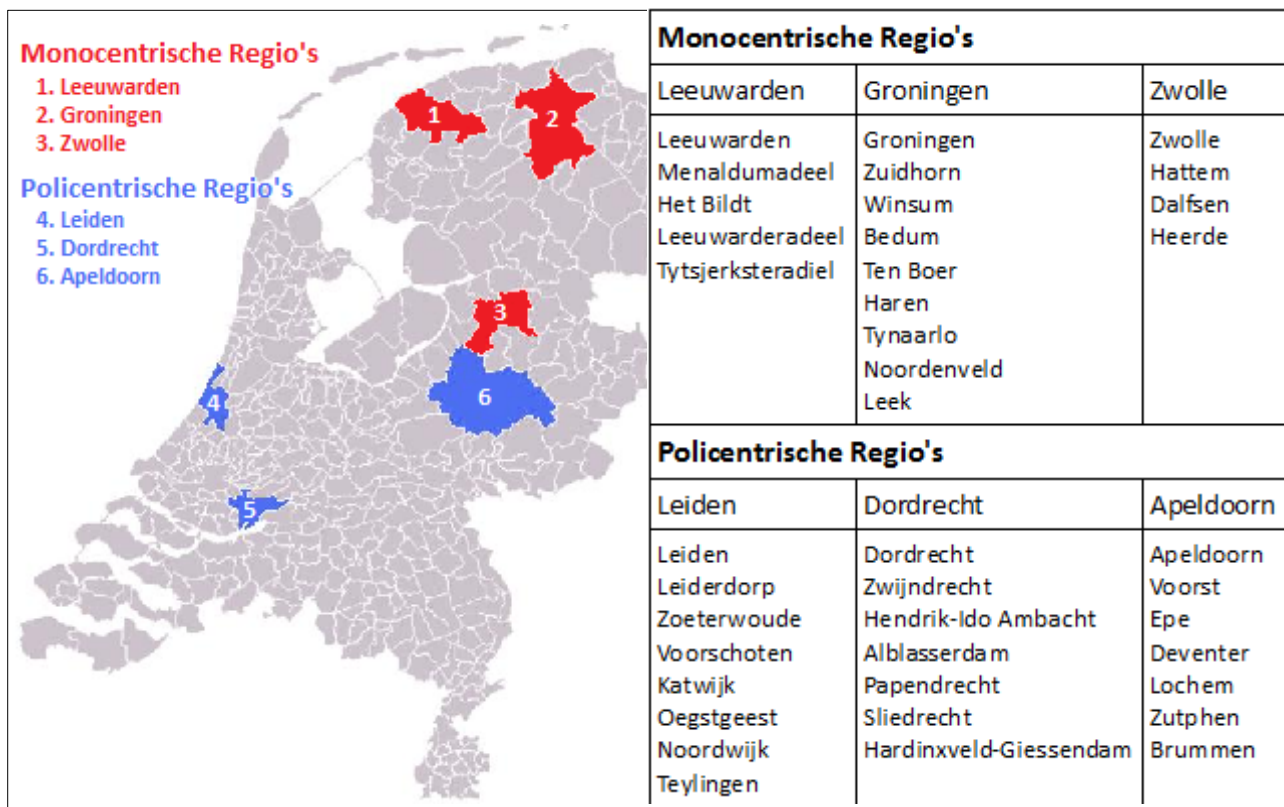 Monocentrische Regio's
1. Leeuwarden
2. Groningen
3. Zwolle
Policentrische Regio's
4. Leiden
5. Dordrecht
6. Apeldoorn
1
2
3
4
5
6
Monocentrische Regio's
Leeuwarden Groningen Zwolle
Leeuwarden Groningen Zwolle
Menaldumadeel Zuidhorn Hattem
Het Bildt Winsum Dalfsen
Leeuwarderadeel Bedum Heerde
Tytsjerksteradiel Ten Boer
Haren
Tynaarlo
Noordenveld
Leek
Policentrische Regio's
Leiden Dordrecht Apeldoorn
Leiden Dordrecht Apeldoorn
Leiderdorp Zwijndrecht Voorst
Zoeterwoude Hendrik-Ido Ambacht Epe
Voorschoten Alblasserdam Deventer
Katwijk Papendrecht Lochem
Oegstgeest Sliedrecht Zutphen
Noordwijk Hardinxveld-Giessendam Brummen
Teylingen